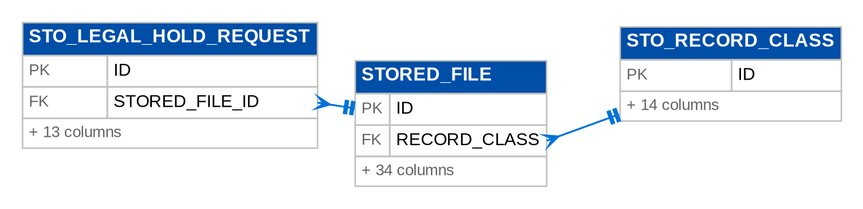 STO_LEGAL_HOLD_REQUEST
PK ID
FK STORED_FILE_ID
+ 13 columns
STORED_FILE
PK ID
FK RECORD_CLASS
+ 34 columns
STO_RECORD_CLASS
PK ID
+ 14 columns